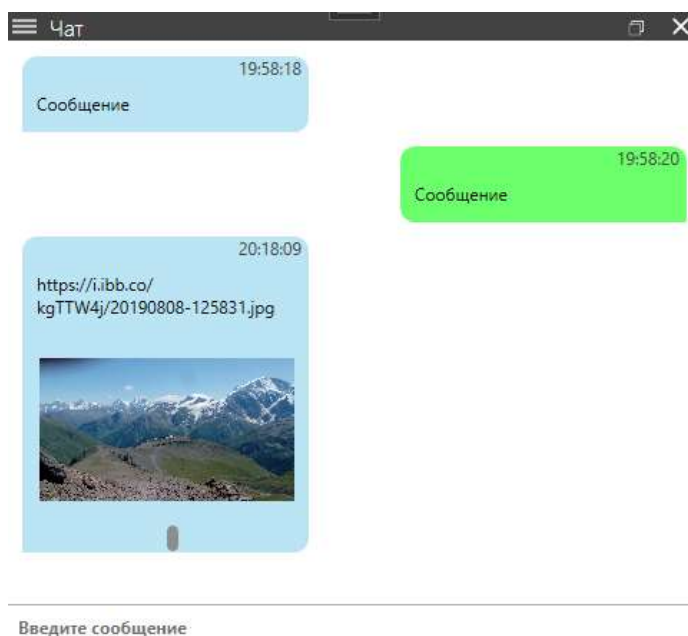 Чат
19:58:18
Сообщение
19:58:20
Сообщение
20:18:09
https://i.ibb.co/
kgTTW4j/20190808-125831.jpg
Введите сообщение